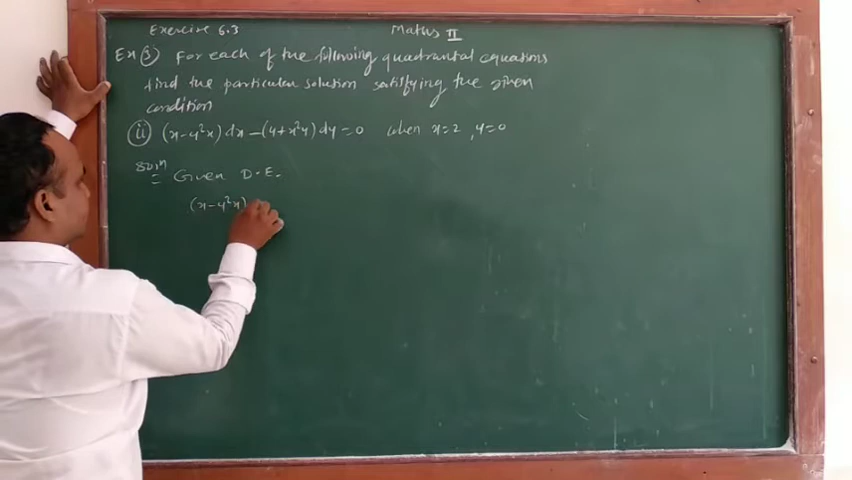 Exercise 6.3 Maths II
Ex (3) For each of the following quadrantal equations
find the particular solution satisfying the given
condition
(ii) (x-y²x)dx-(y+x²y)dy=0 when x=2, y=0
Solⁿ Given D.E.
=
(x-y²x)